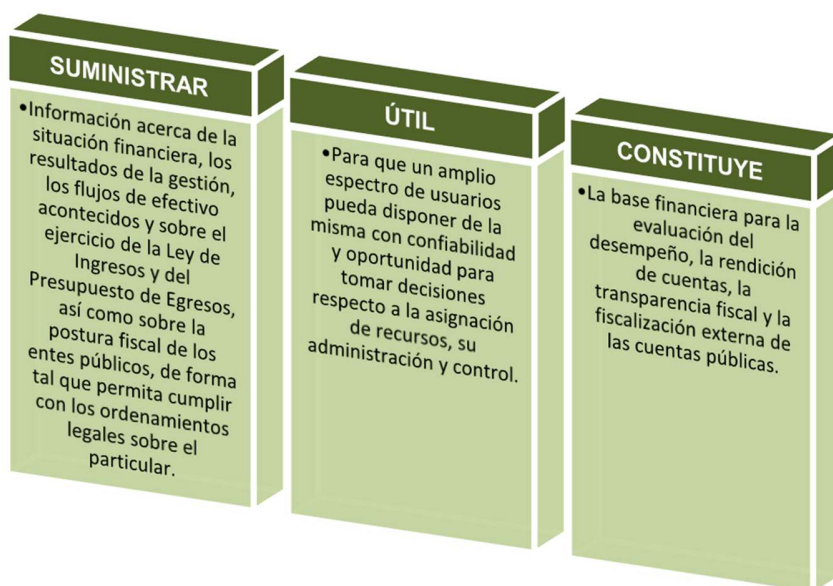 SUMINISTRAR
•Información acerca de la
situación financiera, los
resultados de la gestión,
los flujos de efectivo
acontecidos y sobre el
ejercicio de la Ley de
Ingresos y del
Presupuesto de Egresos,
así como sobre la
postura fiscal de los
entes públicos, de forma
tal que permita cumplir
con los ordenamientos
legales sobre el
particular.
ÚTIL
•Para que un amplio
espectro de usuarios
pueda disponer de la
misma con confiabilidad
y oportunidad para
tomar decisiones
respecto a la asignación
de recursos, su
administración y control.
CONSTITUYE
•La base financiera para la
evaluación del
desempeño, la rendición
de cuentas, la
transparencia fiscal y la
fiscalización externa de
las cuentas públicas.